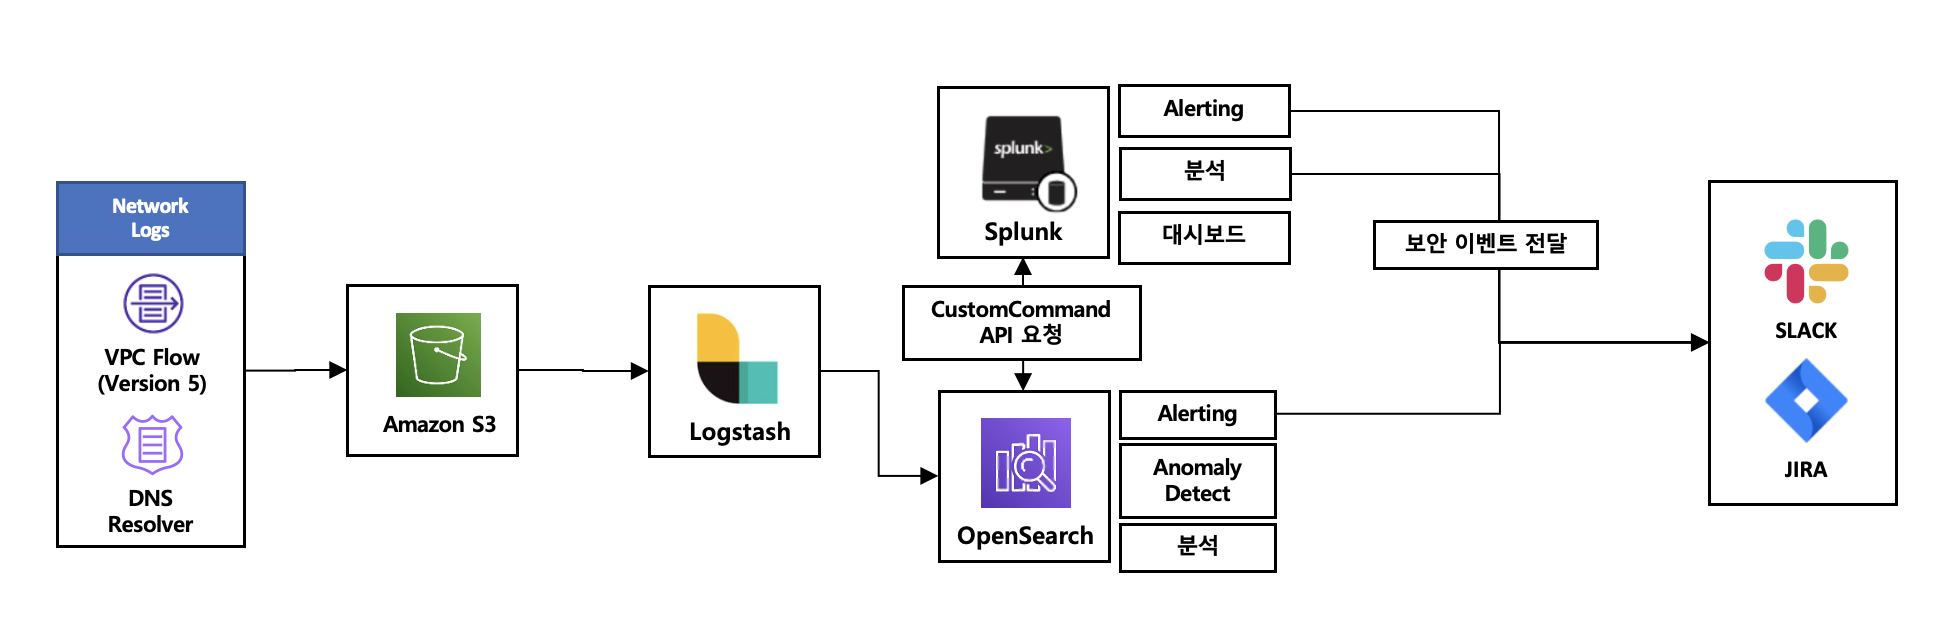 Network
Logs
VPC Flow
(Version 5)
DNS
Resolver
Amazon S3
Logstash
splunk>
Splunk
Alerting
분석
대시보드
CustomCommand
API 요청
OpenSearch
Alerting
Anomaly
Detect
분석
보안 이벤트 전달
SLACK
JIRA